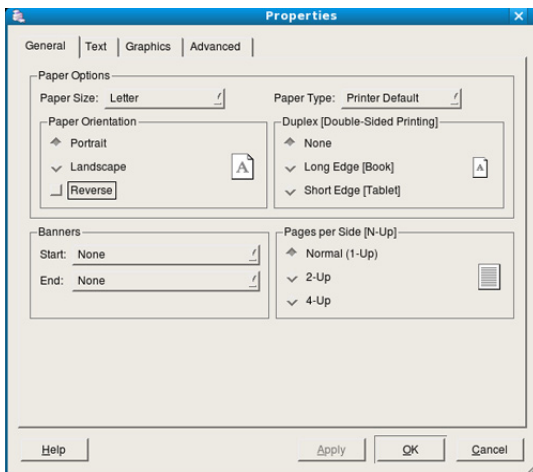 Properties
General Text Graphics Advanced
Paper Options
Paper Size: Letter Paper Type: Printer Default
Paper Orientation Duplex [Double-Sided Printing]
Portrait None
Landscape Long Edge [Book]
Reverse Short Edge [Tablet]
A A
Banners Pages per Side [N-Up]
Start: None Normal (1-Up)
End: None 2-Up
4-Up
Help Apply OK Cancel